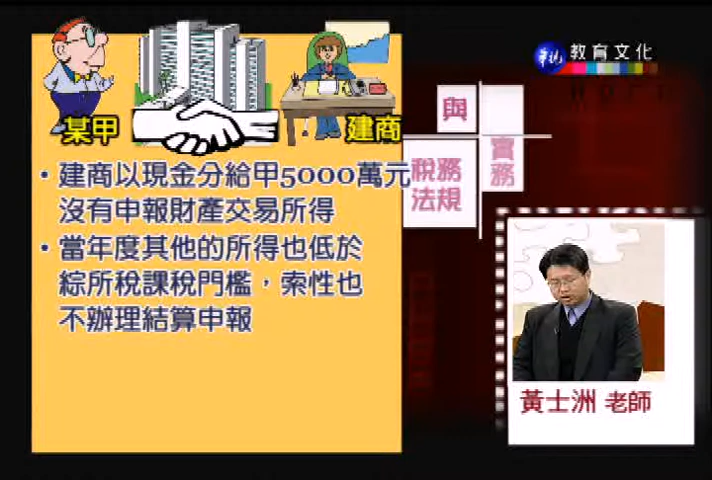 華視 教育文化
某甲
建商
與
實務
稅務
法規
・建商以現金分給甲5000萬元
沒有申報財產交易所得
・當年度其他的所得也低於
綜所稅課稅門檻，索性也
不辦理結算申報
黃士洲 老師